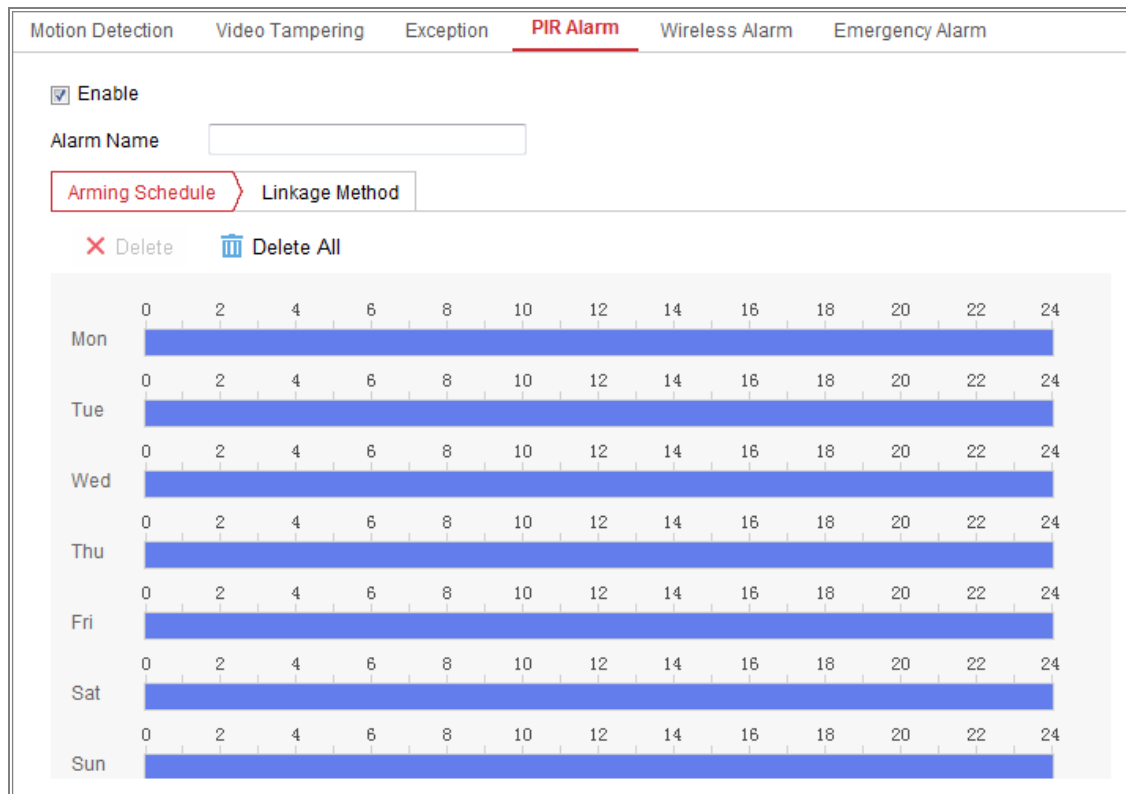 Motion Detection Video Tampering Exception PIR Alarm Wireless Alarm Emergency Alarm
Enable
Alarm Name
Arming Schedule Linkage Method
Delete Delete All
0 2 4 6 8 10 12 14 16 18 20 22 24
Mon
0 2 4 6 8 10 12 14 16 18 20 22 24
Tue
0 2 4 6 8 10 12 14 16 18 20 22 24
Wed
0 2 4 6 8 10 12 14 16 18 20 22 24
Thu
0 2 4 6 8 10 12 14 16 18 20 22 24
Fri
0 2 4 6 8 10 12 14 16 18 20 22 24
Sat
0 2 4 6 8 10 12 14 16 18 20 22 24
Sun